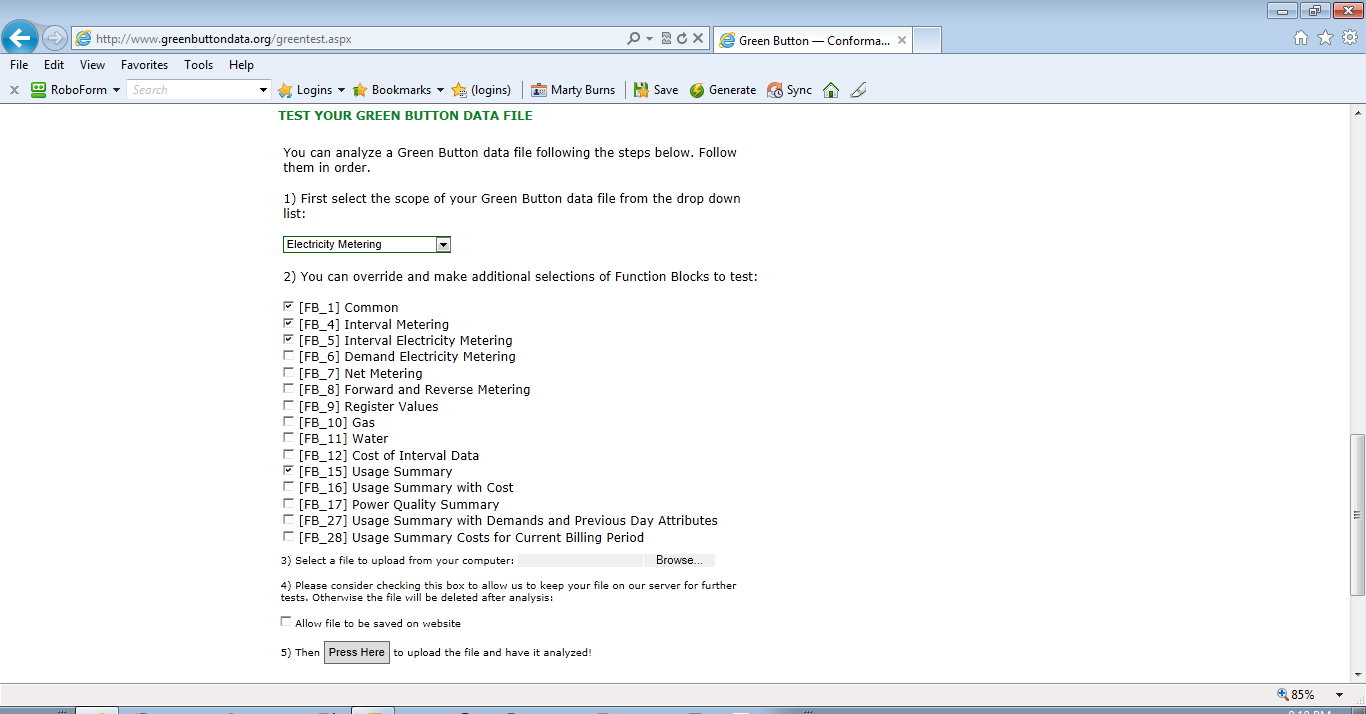 http://www.greenbuttondata.org/greentest.aspx
Green Button — Conforma...
File Edit View Favorites Tools Help
x RoboForm Search Logins Bookmarks (logins) Marty Burns Save Generate Sync
TEST YOUR GREEN BUTTON DATA FILE
You can analyze a Green Button data file following the steps below. Follow
them in order.
1) First select the scope of your Green Button data file from the drop down
list:
Electricity Metering
2) You can override and make additional selections of Function Blocks to test:
[FB_1] Common
[FB_4] Interval Metering
[FB_5] Interval Electricity Metering
[FB_6] Demand Electricity Metering
[FB_7] Net Metering
[FB_8] Forward and Reverse Metering
[FB_9] Register Values
[FB_10] Gas
[FB_11] Water
[FB_12] Cost of Interval Data
[FB_15] Usage Summary
[FB_16] Usage Summary with Cost
[FB_17] Power Quality Summary
[FB_27] Usage Summary with Demands and Previous Day Attributes
[FB_28] Usage Summary Costs for Current Billing Period
3) Select a file to upload from your computer: Browse...
4) Please consider checking this box to allow us to keep your file on our server for further
tests. Otherwise the file will be deleted after analysis:
Allow file to be saved on website
5) Then Press Here to upload the file and have it analyzed!
85%